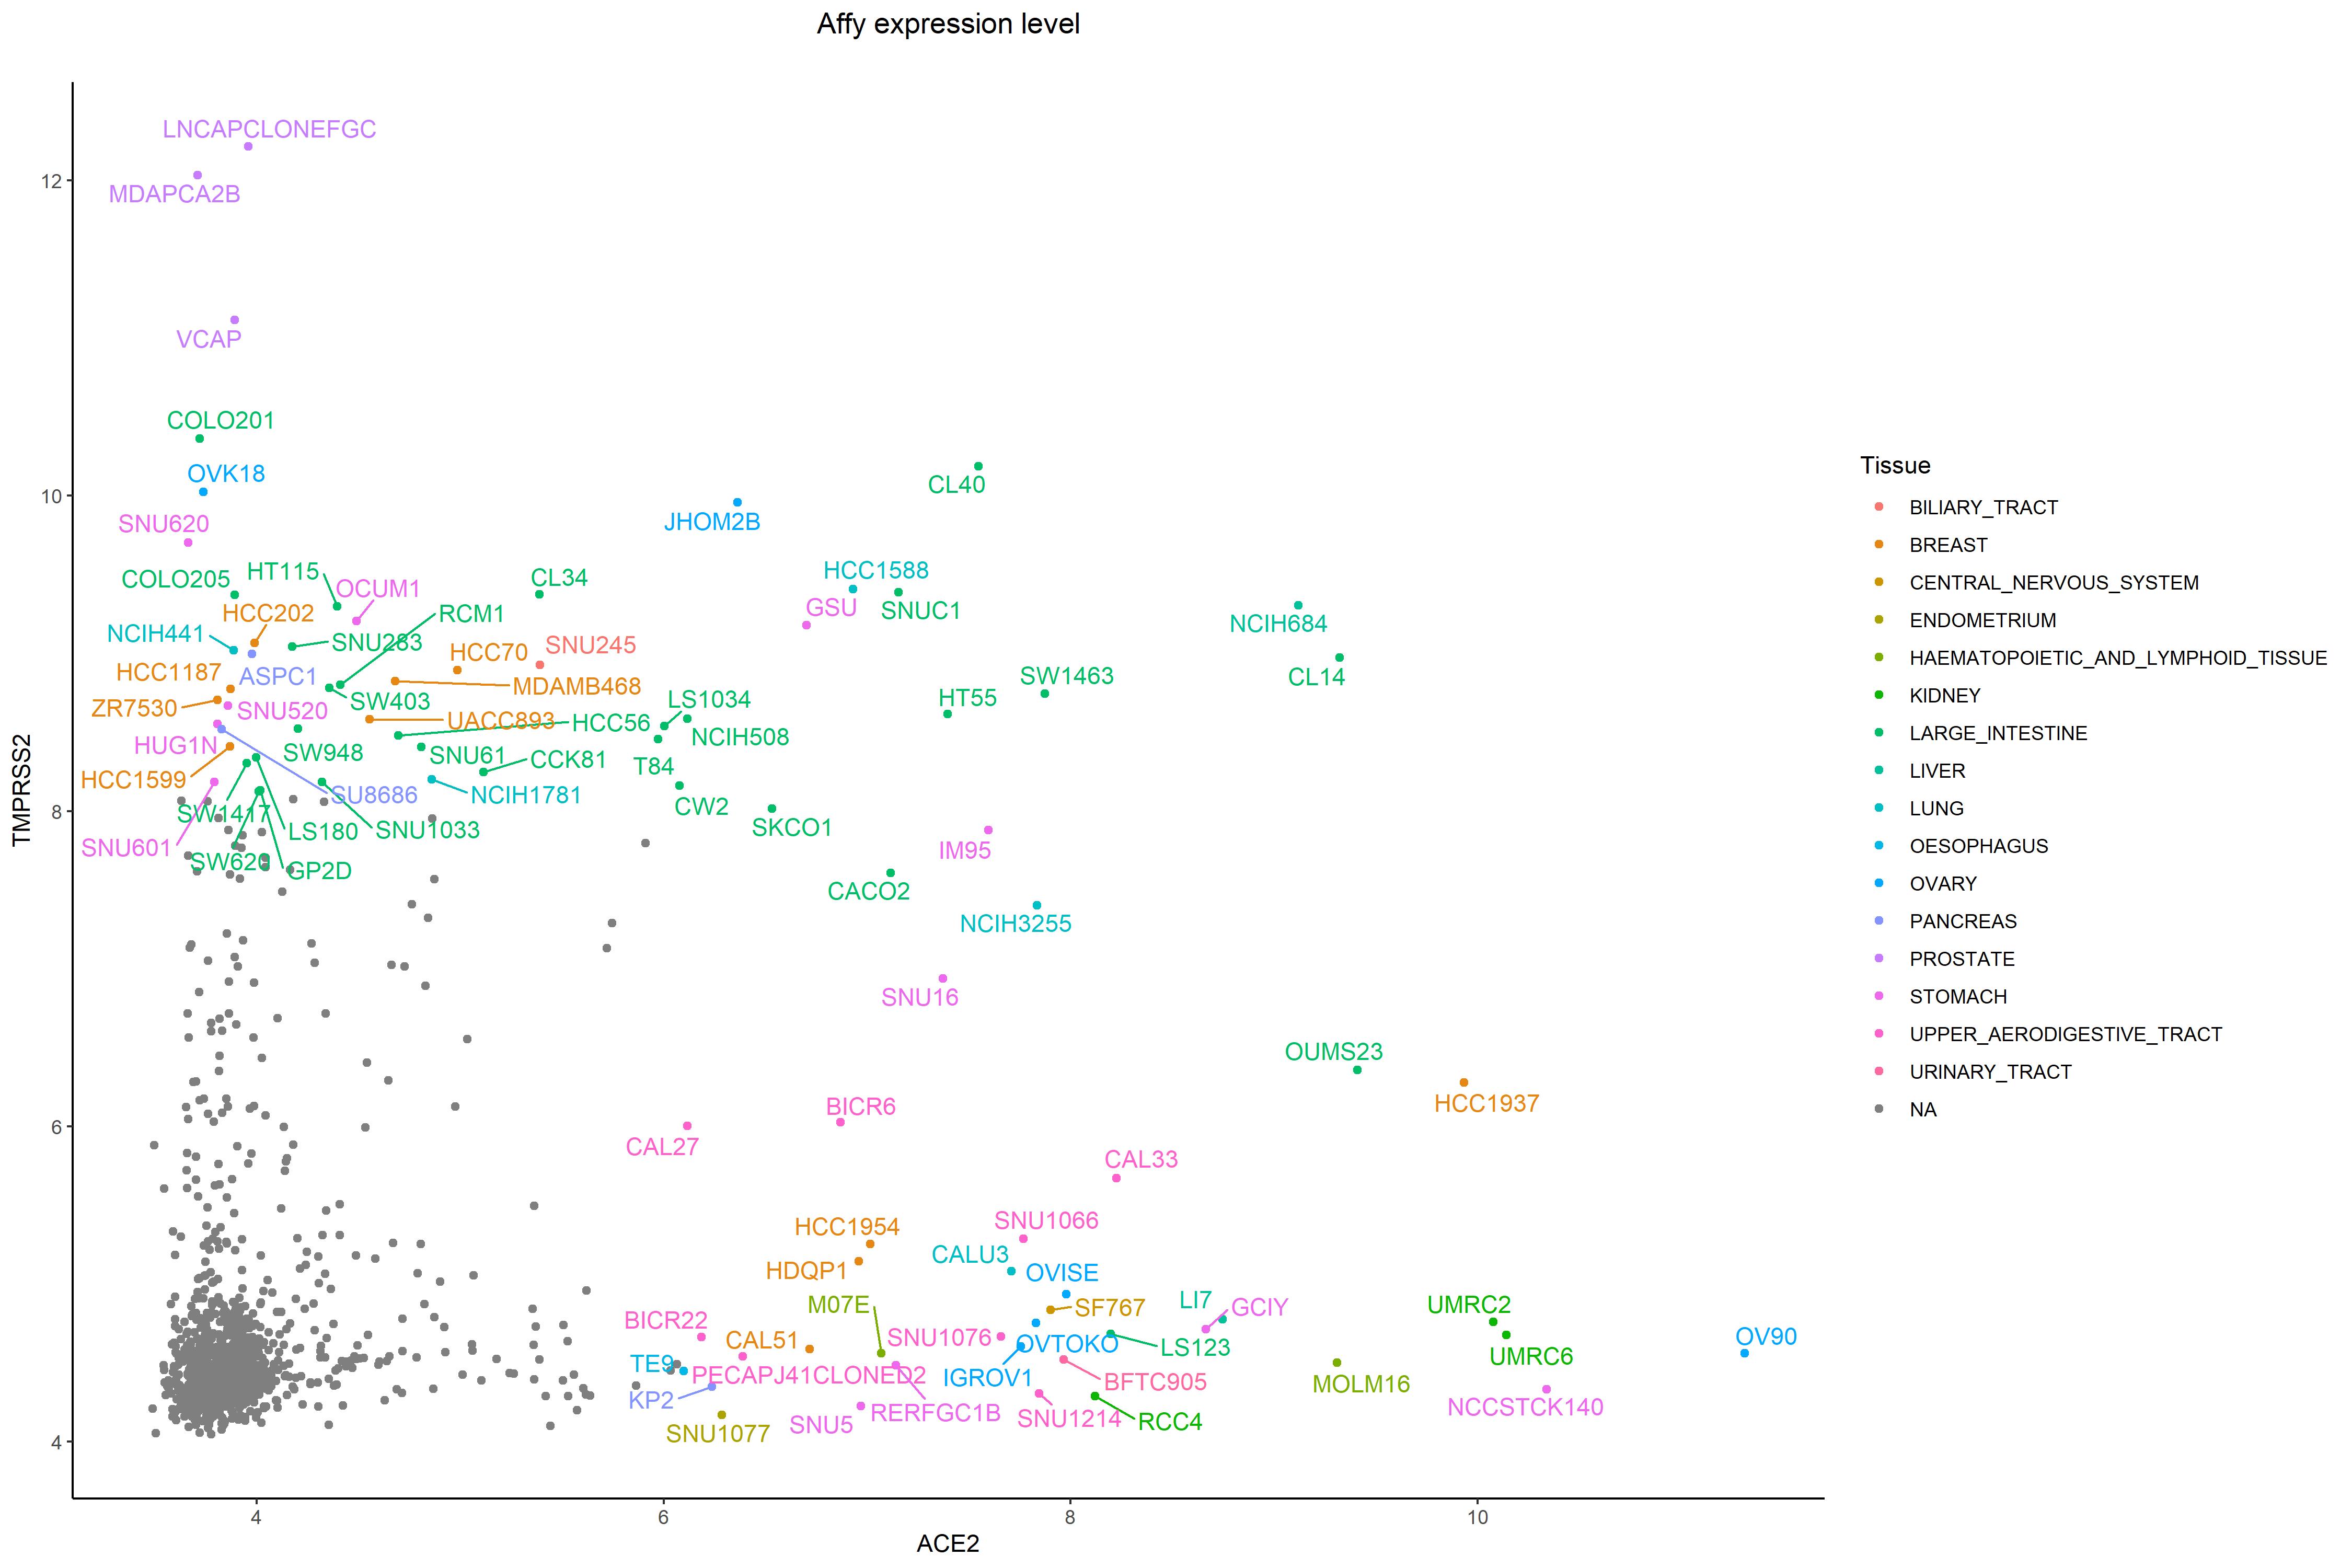 Affy expression level
LNCAPCLONEFGC
12
MDAPCA2B
VCAP
COLO201
OVK18
CL40
10
JHOM2B
SNU620
COLO205
HT115
OCUM1
CL34
HCC1588
GSU
SNUC1
HCC202
RCM1
NCIH684
NCIH441
SNU283
HCC70
SNU245
HCC1187
ASPC1
MDAMB468
SW1463
CL14
ZR7530
SNU520
SW403
LS1034
HT55
UACC893
HCC56
NCIH508
HUG1N
SW948
SNU61
CCK81
T84
HCC1599
SU8686
NCIH1781
CW2
8
SW1417
LS180
SNU1033
SKCO1
SNU601
SW620
GP2D
IM95
CACO2
NCIH3255
SNU16
OUMS23
HCC1937
BICR6
6
CAL27
CAL33
HCC1954
SNU1066
CALU3
HDQP1
OVISE
M07E
SF767
LI7
GCIY
UMRC2
BICR22
CAL51
SNU1076
OVTOKO
LS123
UMRC6
OV90
TE9
PECAPJ41CLONED2
IGROV1
BFTC905
MOLM16
KP2
SNU5
RERFGC1B
SNU1214
RCC4
NCCSTCK140
SNU1077
4
TMPRSS2
4
6
8
10
ACE2
Tissue
BILIARY_TRACT
BREAST
CENTRAL_NERVOUS_SYSTEM
ENDOMETRIUM
HAEMATOPOIETIC_AND_LYMPHOID_TISSUE
KIDNEY
LARGE_INTESTINE
LIVER
LUNG
OESOPHAGUS
OVARY
PANCREAS
PROSTATE
STOMACH
UPPER_AERODIGESTIVE_TRACT
URINARY_TRACT
NA